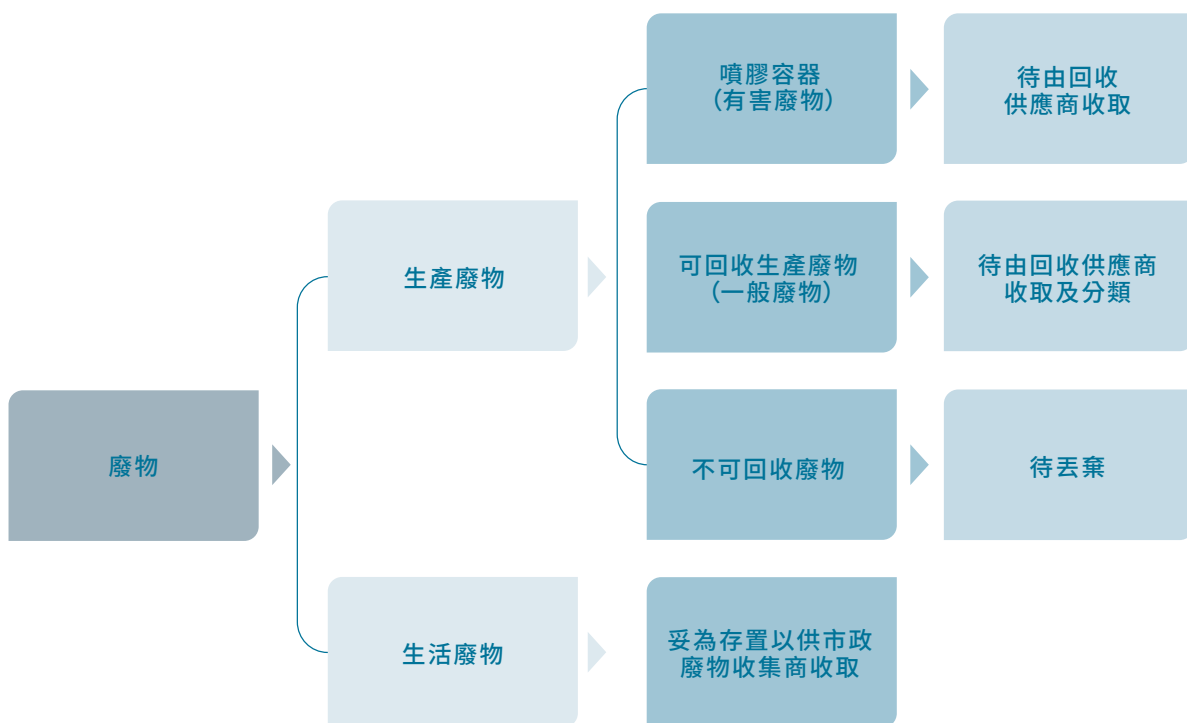 噴膠容器
（有害廢物）
待由回收
供應商收取
生產廢物
可回收生產廢物
（一般廢物）
待由回收供應商
收取及分類
廢物
不可回收廢物
待丟棄
生活廢物
妥為存置以供市政
廢物收集商收取